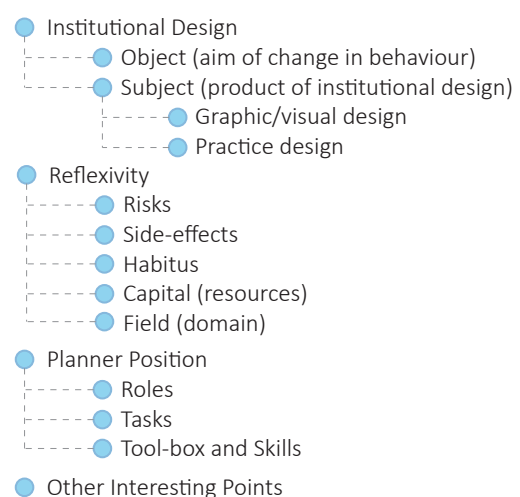 Institutional Design
Object (aim of change in behaviour)
Subject (product of institutional design)
Graphic/visual design
Practice design
Reflexivity
Risks
Side-effects
Habitus
Capital (resources)
Field (domain)
Planner Position
Roles
Tasks
Tool-box and Skills
Other Interesting Points